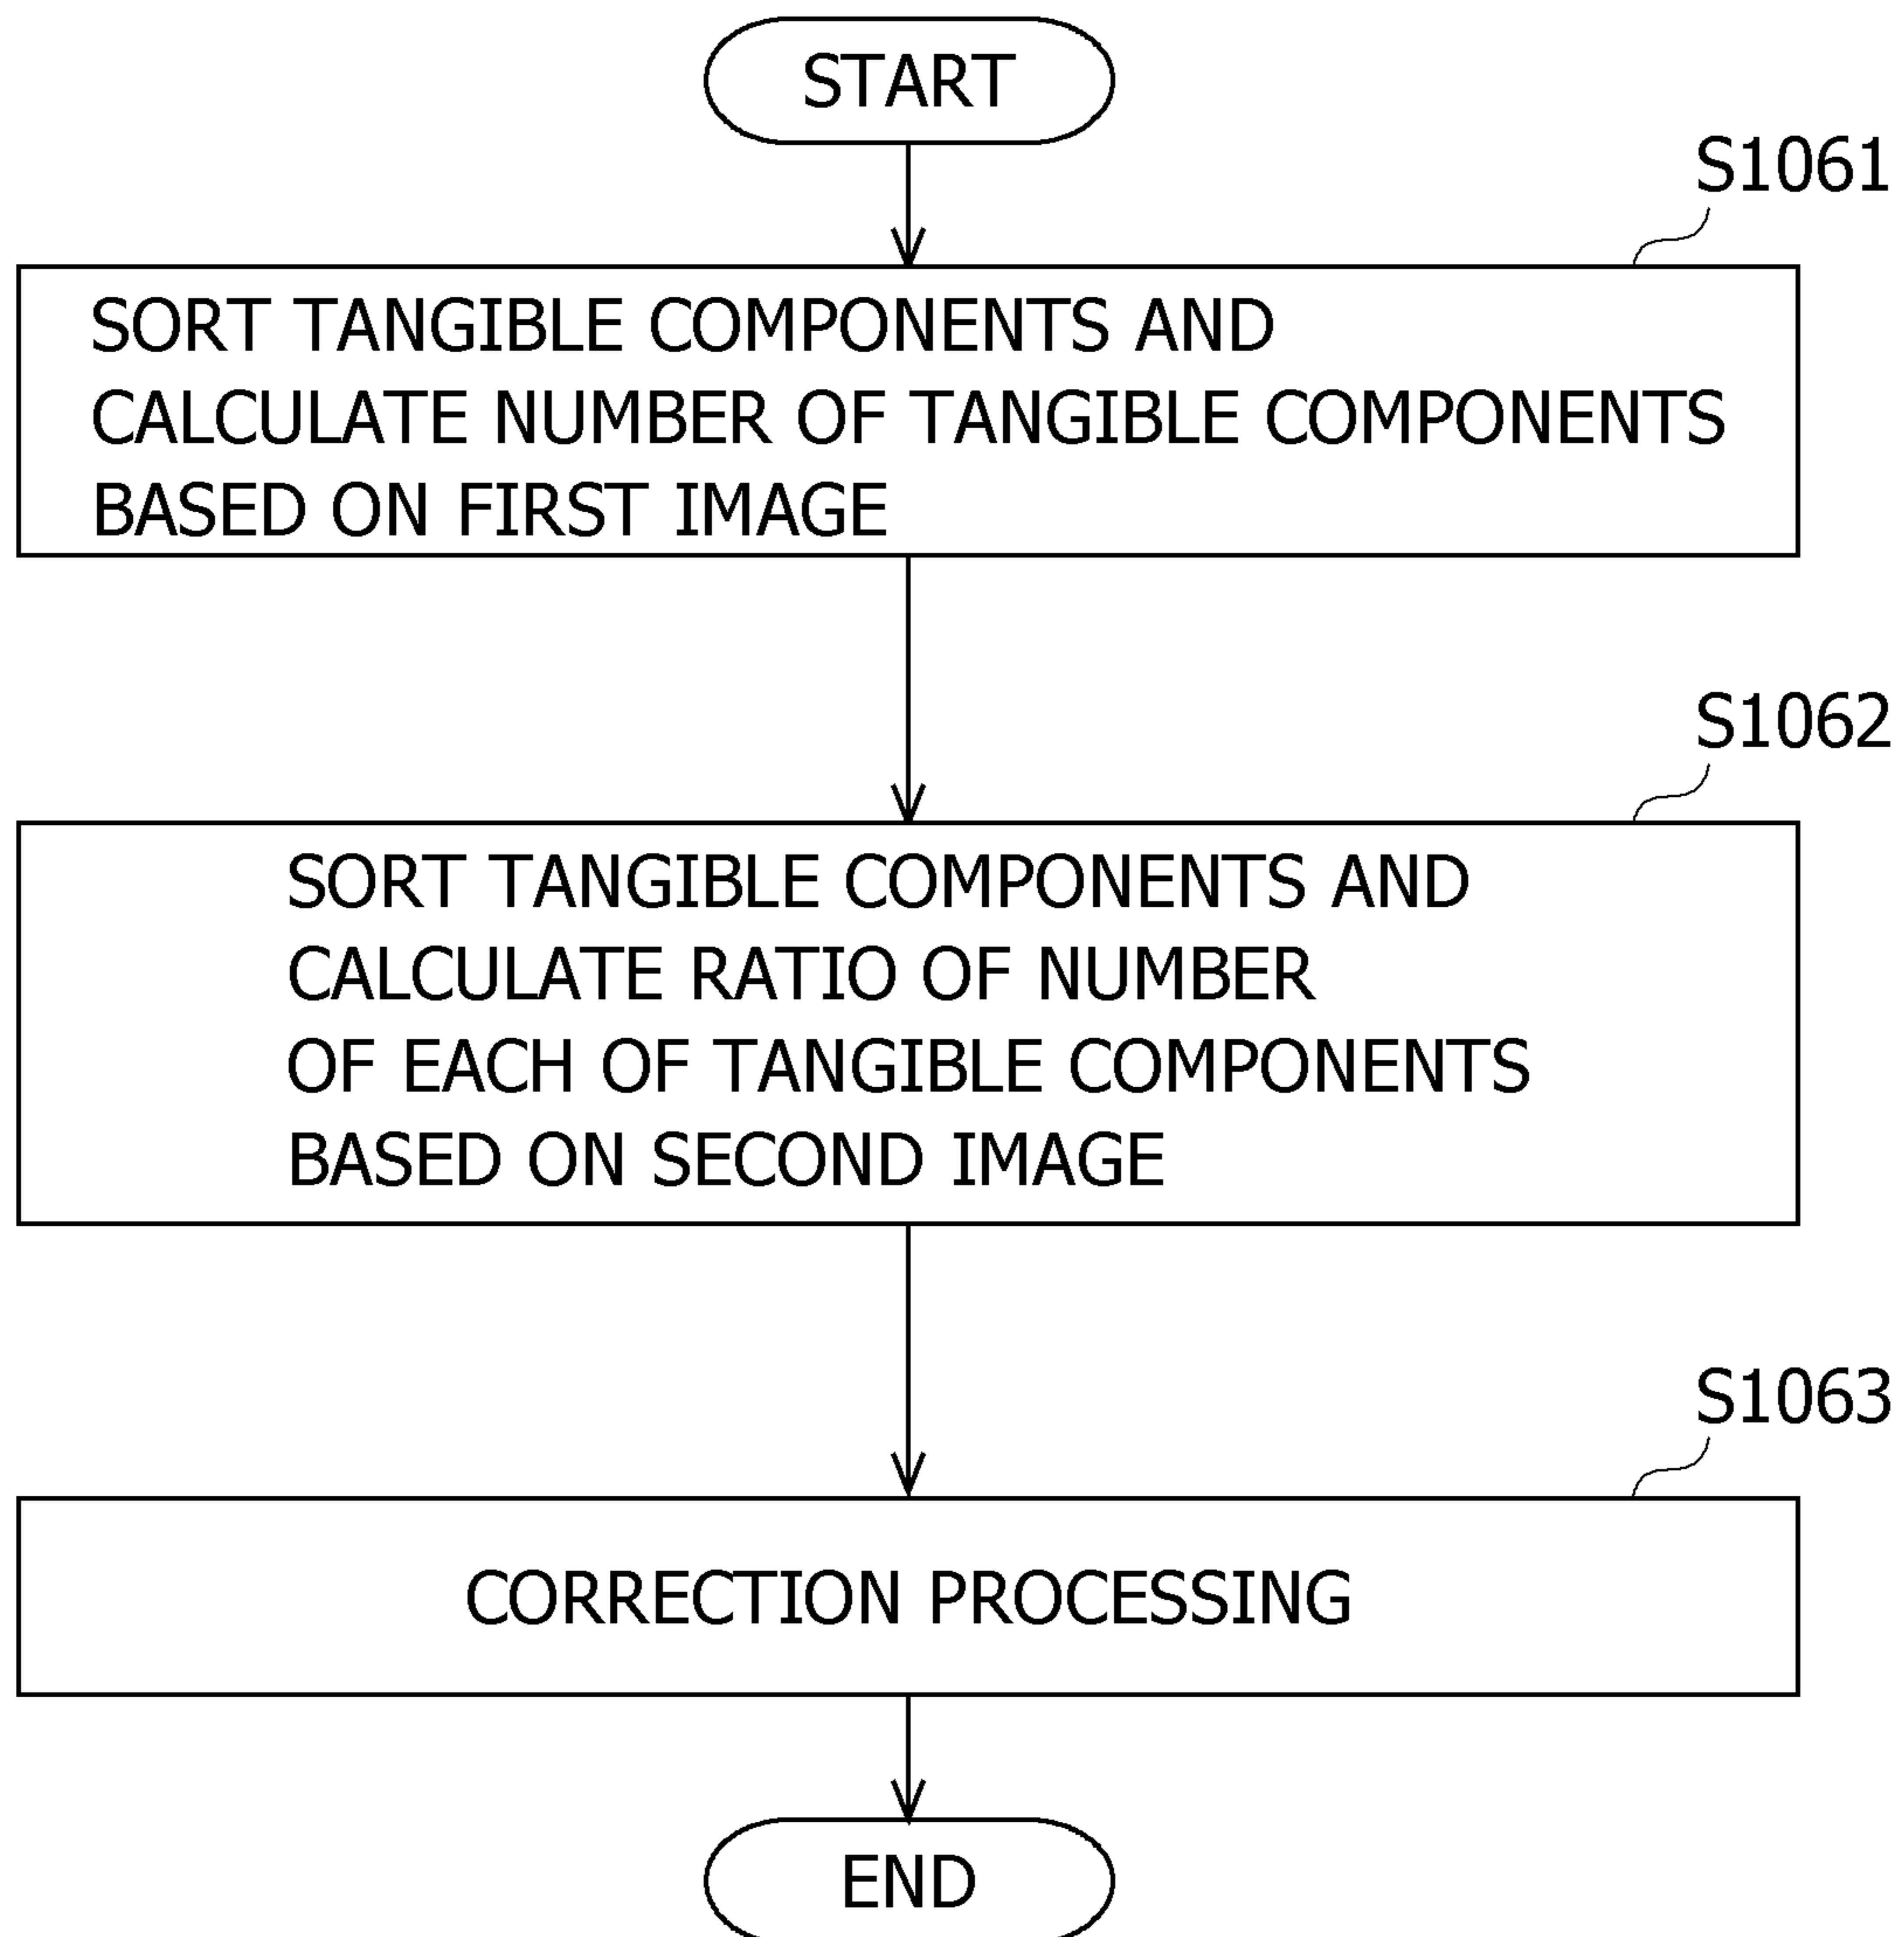 START
S1061
SORT TANGIBLE COMPONENTS AND
CALCULATE NUMBER OF TANGIBLE COMPONENTS
BASED ON FIRST IMAGE
S1062
SORT TANGIBLE COMPONENTS AND
CALCULATE RATIO OF NUMBER
OF EACH OF TANGIBLE COMPONENTS
BASED ON SECOND IMAGE
S1063
CORRECTION PROCESSING
END